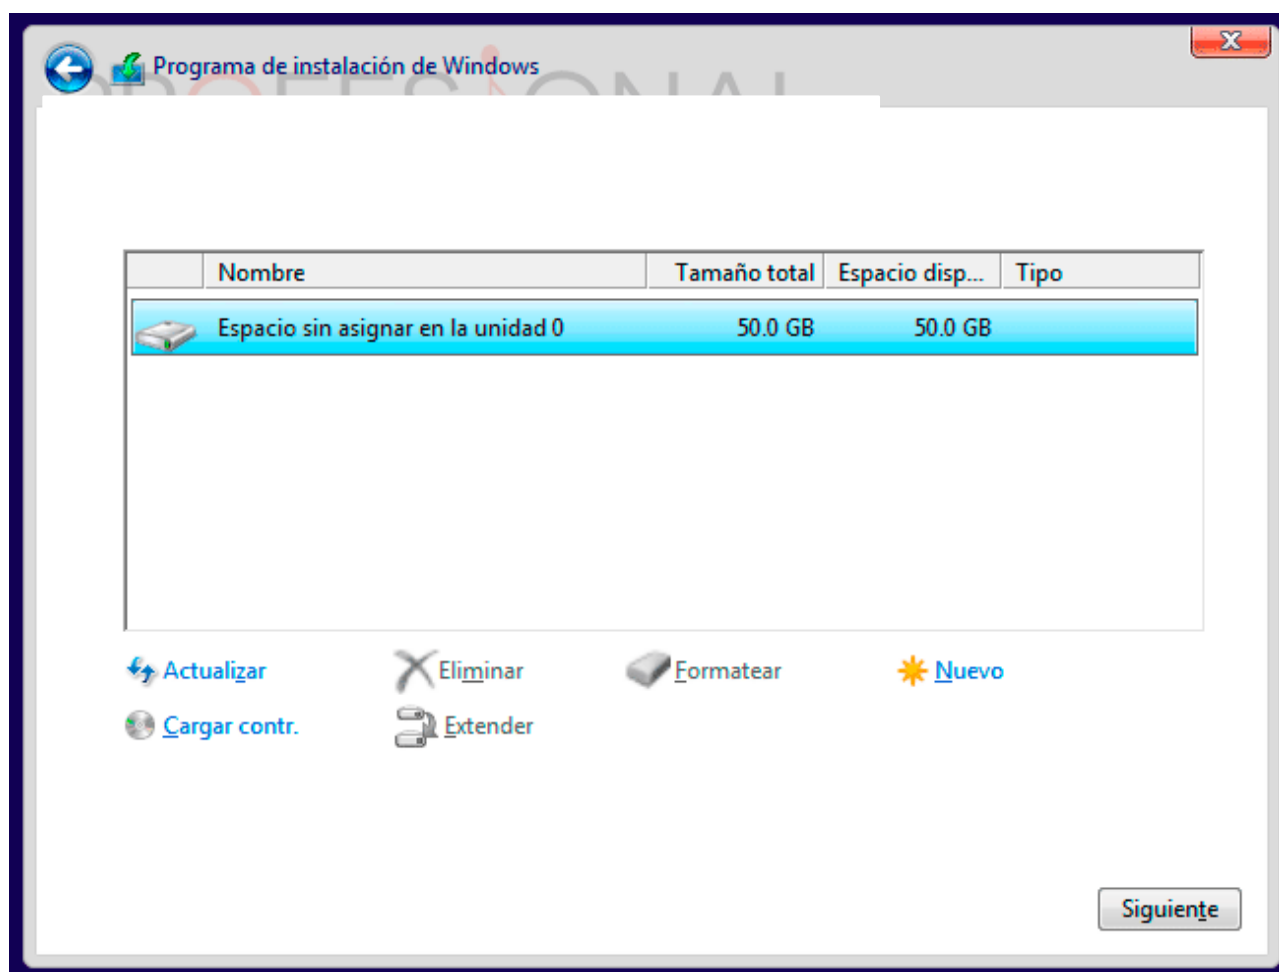 Programa de instalación de Windows
Nombre Tamaño total Espacio disp... Tipo
Espacio sin asignar en la unidad 0 50.0 GB 50.0 GB
Actualizar Eliminar Formatear Nuevo
Cargar contr. Extender
Siguiente